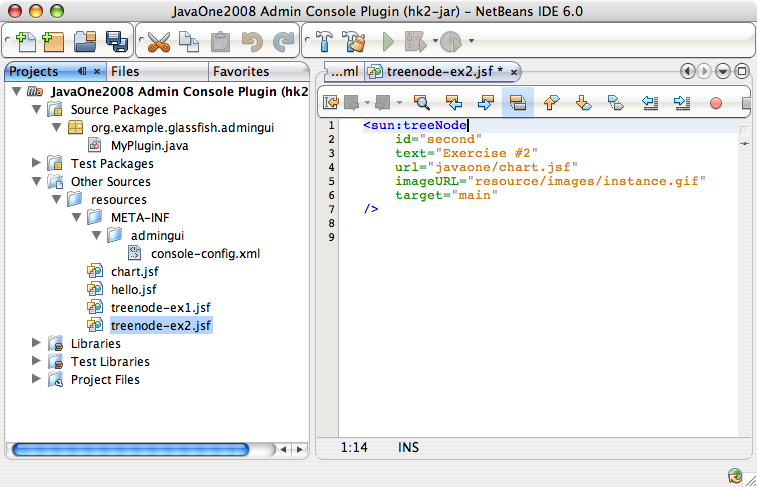 JavaOne2008 Admin Console Plugin (hk2-jar) - NetBeans IDE 6.0
Projects
Files
Favorites
JavaOne2008 Admin Console Plugin (hk2
Source Packages
org.example.glassfish.admingui
MyPlugin.java
Test Packages
Other Sources
resources
META-INF
admingui
console-config.xml
chart.jsf
hello.jsf
treenode-ex1.jsf
treenode-ex2.jsf
Libraries
Test Libraries
Project Files
...ml
treenode-ex2.jsf *
1 <sun:treeNode
2 id="second"
3 text="Exercise #2"
4 url="javaone/chart.jsf"
5 imageURL="resource/images/instance.gif"
6 target="main"
7 />
8
9
1:14 INS